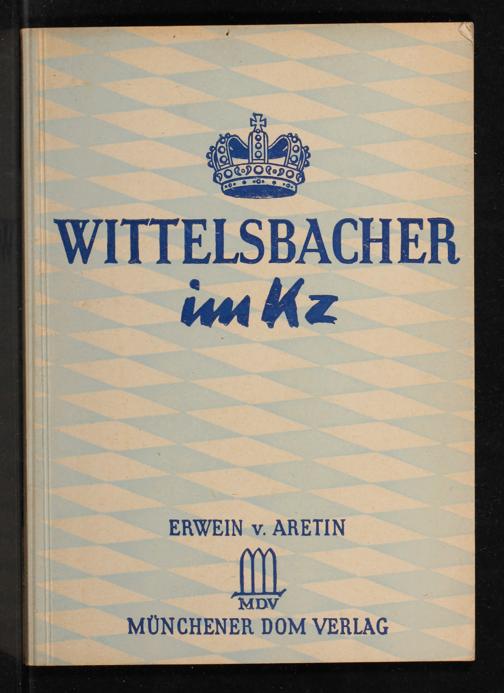 WITTELSBACHER
im Kz
ERWEIN v. ARETIN
MDV
MÜNCHENER DOM VERLAG